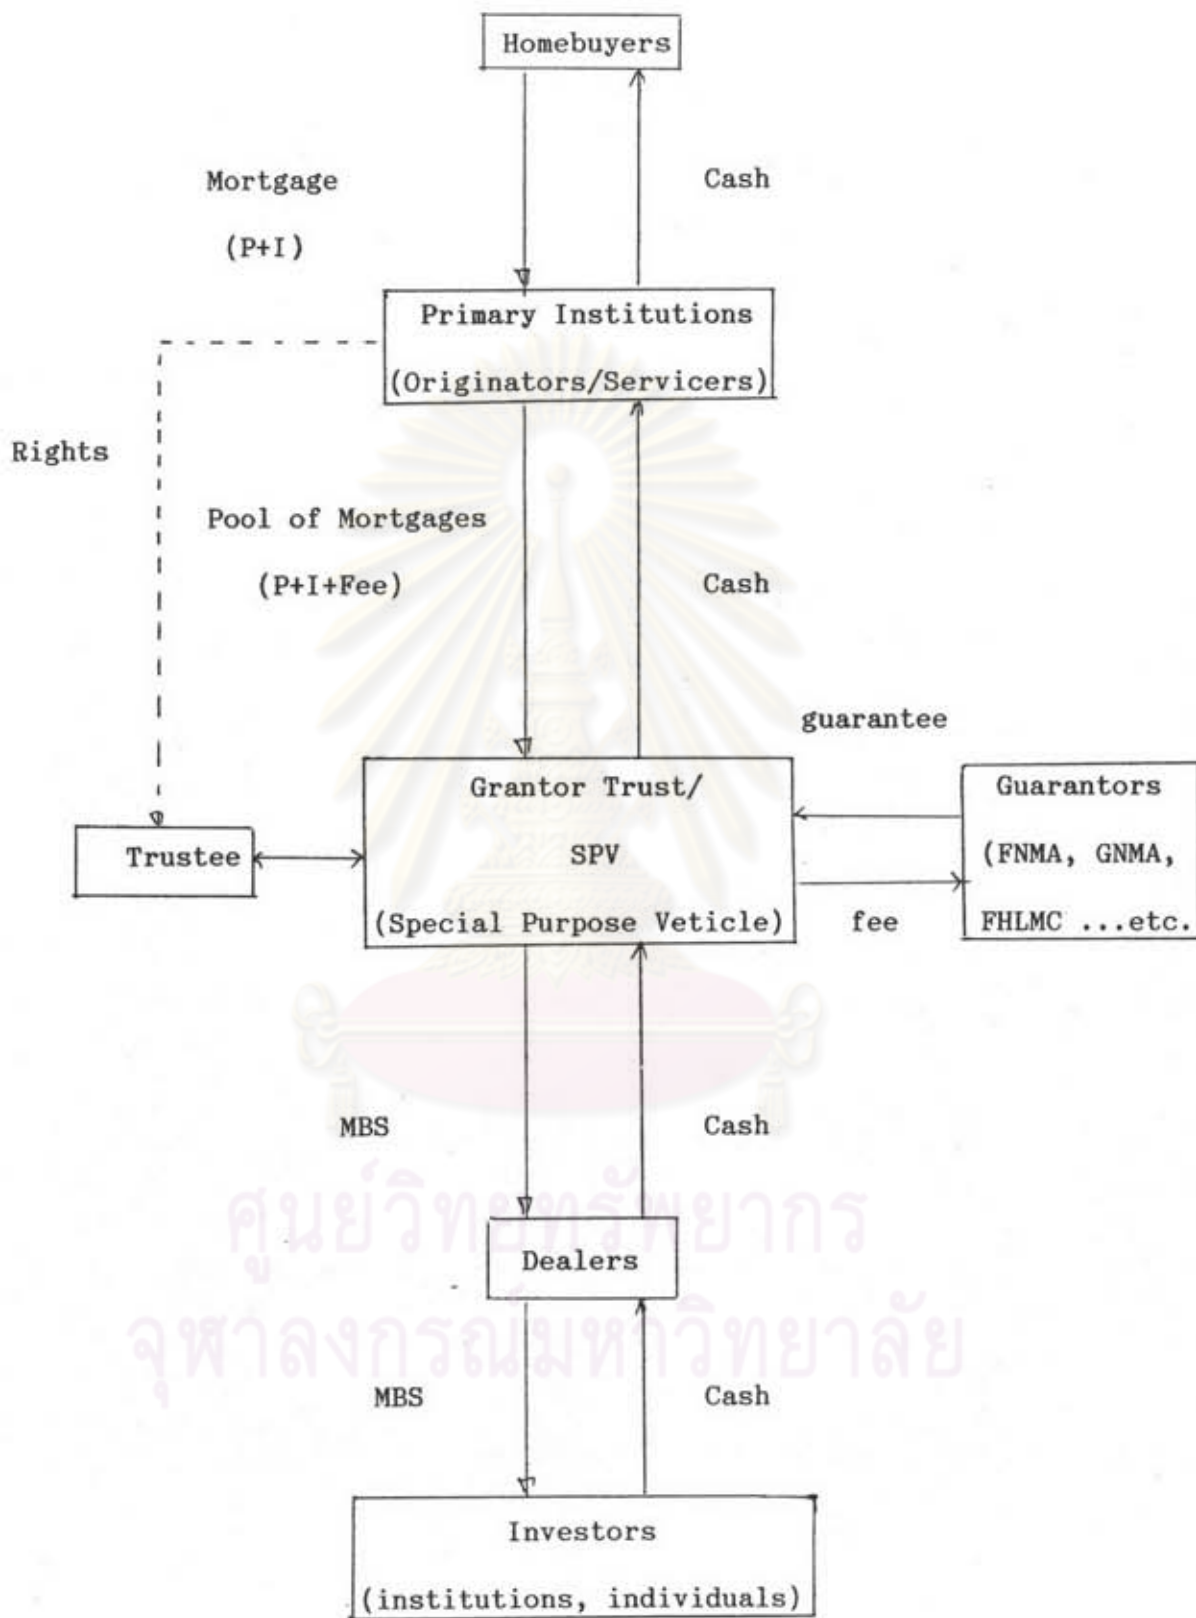 Homebuyers
Mortgage
(P+I)
Cash
Primary Institutions
(Originators/Servicers)
Rights
Pool of Mortgages
(P+I+Fee)
Cash
guarantee
Grantor Trust/
SPV
(Special Purpose Veticle)
Trustee
Guarantors
(FNMA, GNMA,
FHLMC ...etc.
fee
MBS
Cash
ศูนย์วิทยทรัพยากร
Dealers
จุฬาลงกรณ์มหาวิทยาลัย
MBS
Cash
Investors
(institutions, individuals)